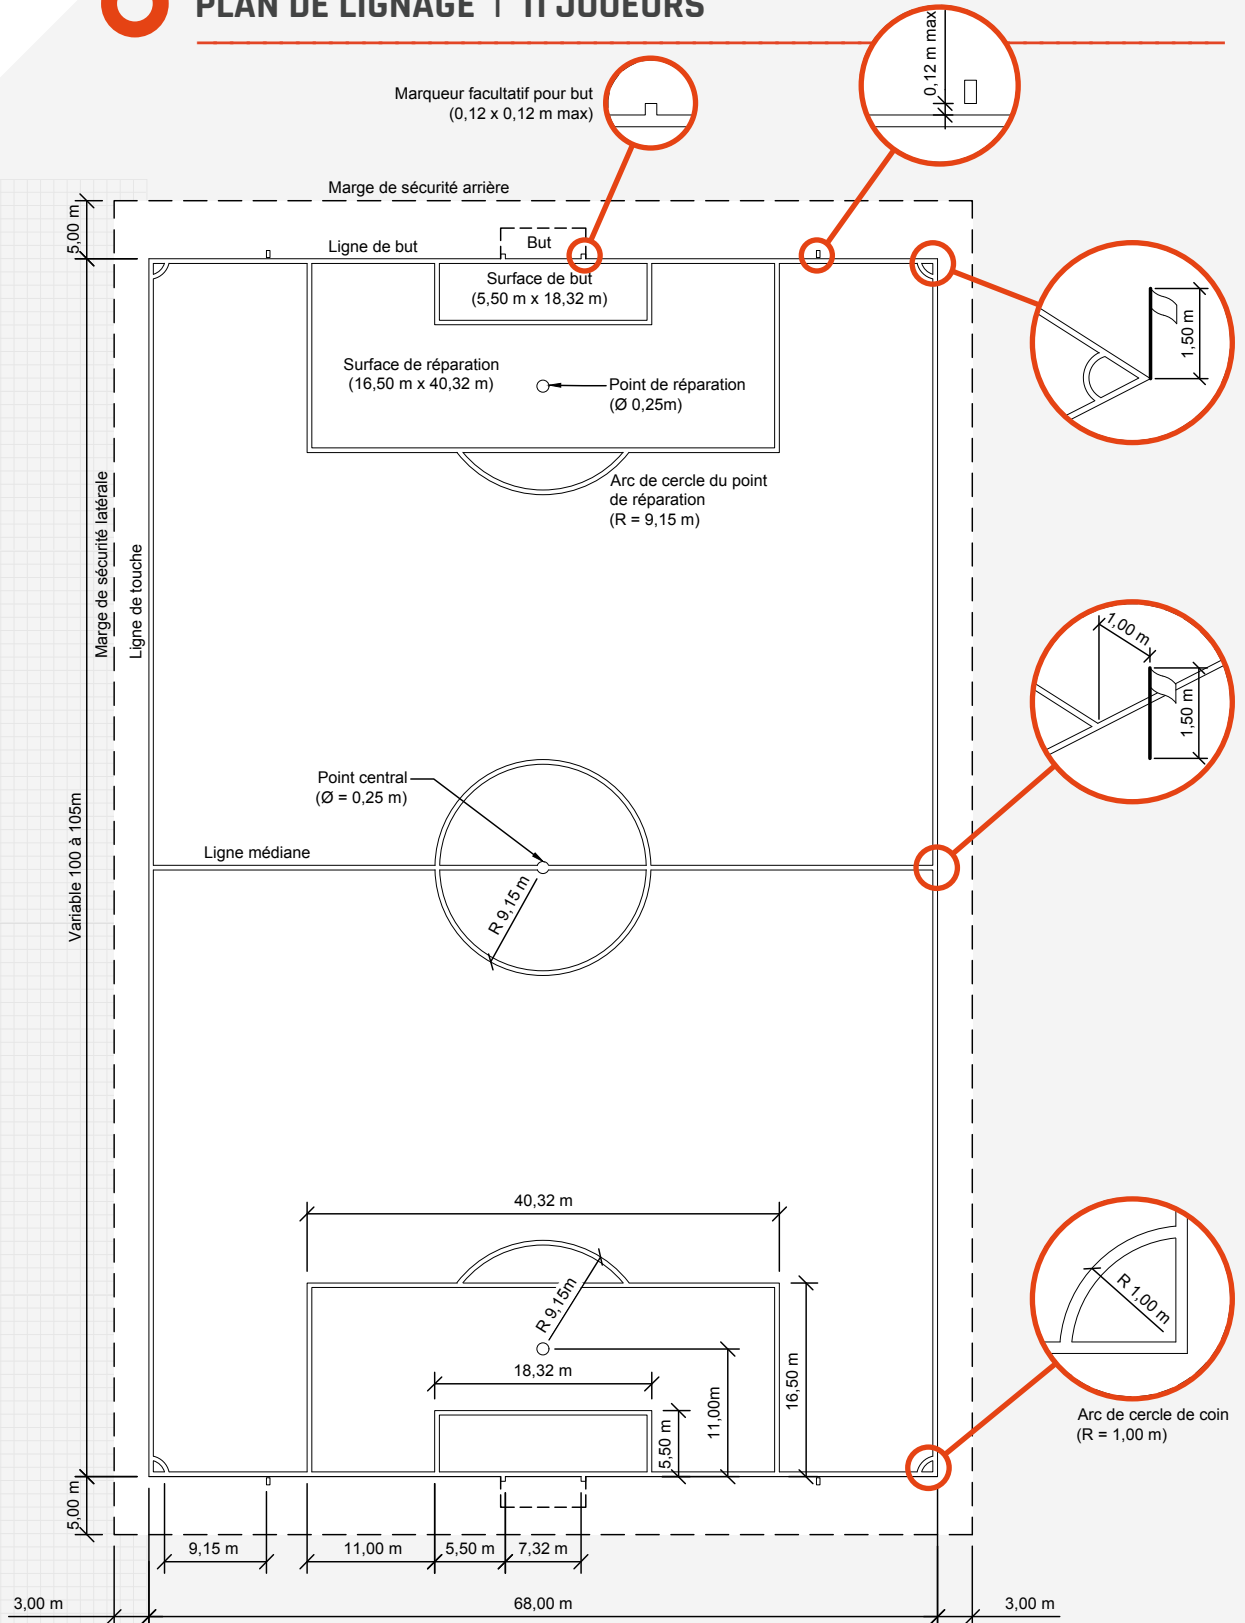 PLAN DE LIGNAGE | 11 JOUEURS
Marqueur facultatif pour but
(0,12 x 0,12 m max)
0,12 m max
Marge de sécurité arrière
5,00 m
Ligne de but
But
Surface de but
(5,50 m x 18,32 m)
1,50 m
Surface de réparation
(16,50 m x 40,32 m)
Point de réparation
(Ø 0,25m)
Arc de cercle du point
de réparation
(R = 9,15 m)
Marge de sécurité latérale
Ligne de touche
1,00 m
1,50 m
Point central
(Ø = 0,25 m)
Variable 100 à 105m
Ligne médiane
R 9,15 m
40,32 m
R 9,15m
R 1,00 m
18,32 m
16,50 m
11,00m
5,50 m
Arc de cercle de coin
(R = 1,00 m)
5,00 m
9,15 m
11,00 m
5,50 m
7,32 m
3,00 m
68,00 m
3,00 m